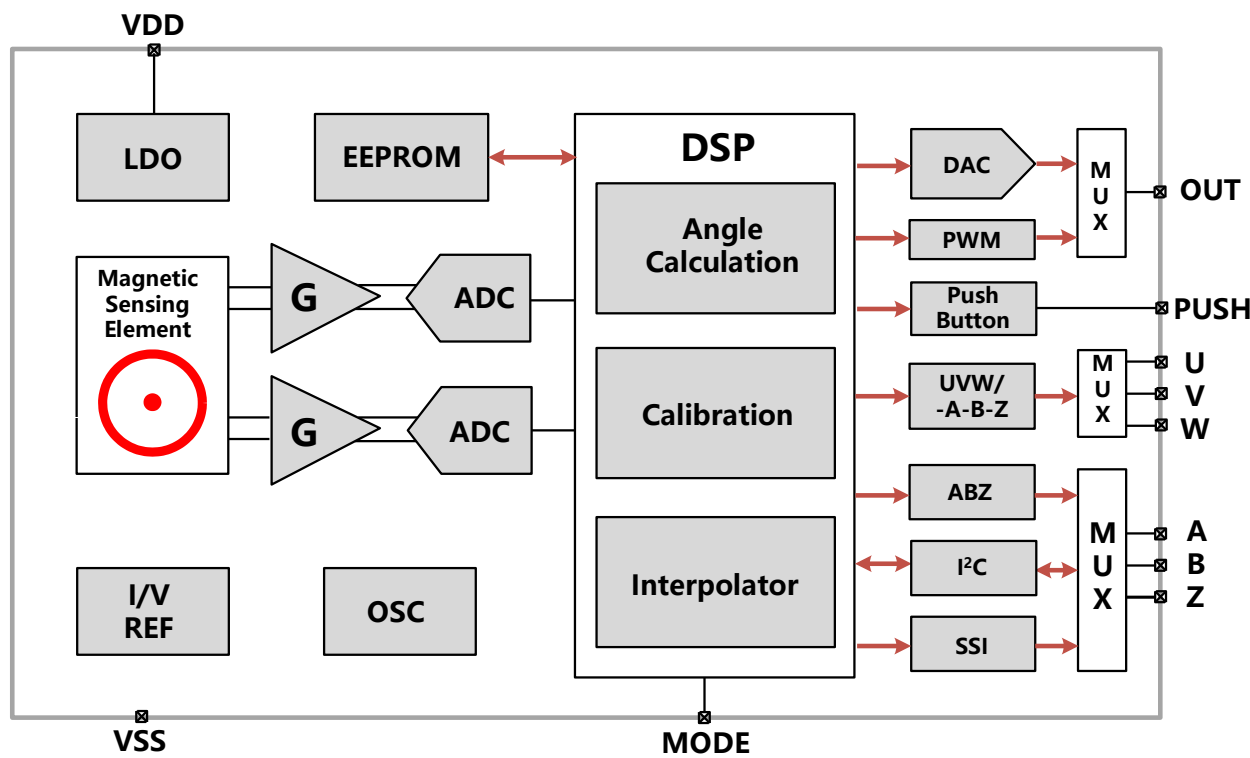 VDD
LDO
EEPROM
DSP
DAC
M
U
X
OUT
Angle
Calculation
PWM
Magnetic
Sensing
Element
G
ADC
Push
Button
PUSH
Calibration
UVW/
-A-B-Z
M
U
X
U
V
W
G
ADC
ABZ
Interpolator
I²C
M
U
X
A
B
Z
I/V
REF
OSC
SSI
VSS
MODE